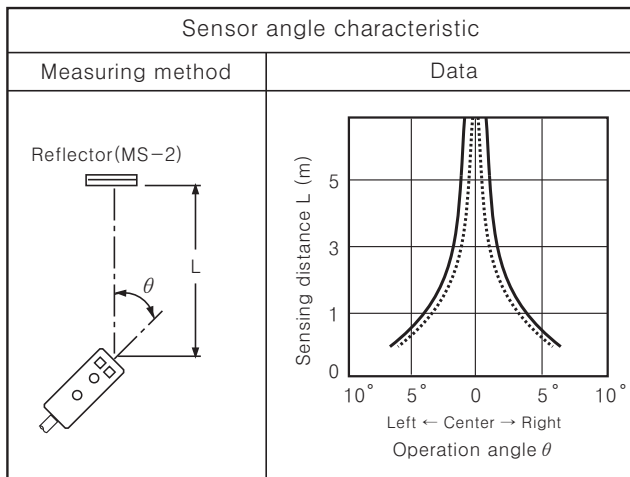 Sensor angle characteristic
Measuring method
Data
Reflector(MS-2)
L
θ
Sensing distance L (m)
5
3
1
0
10° 5° 0 5° 10°
Left ← Center → Right
Operation angle θ